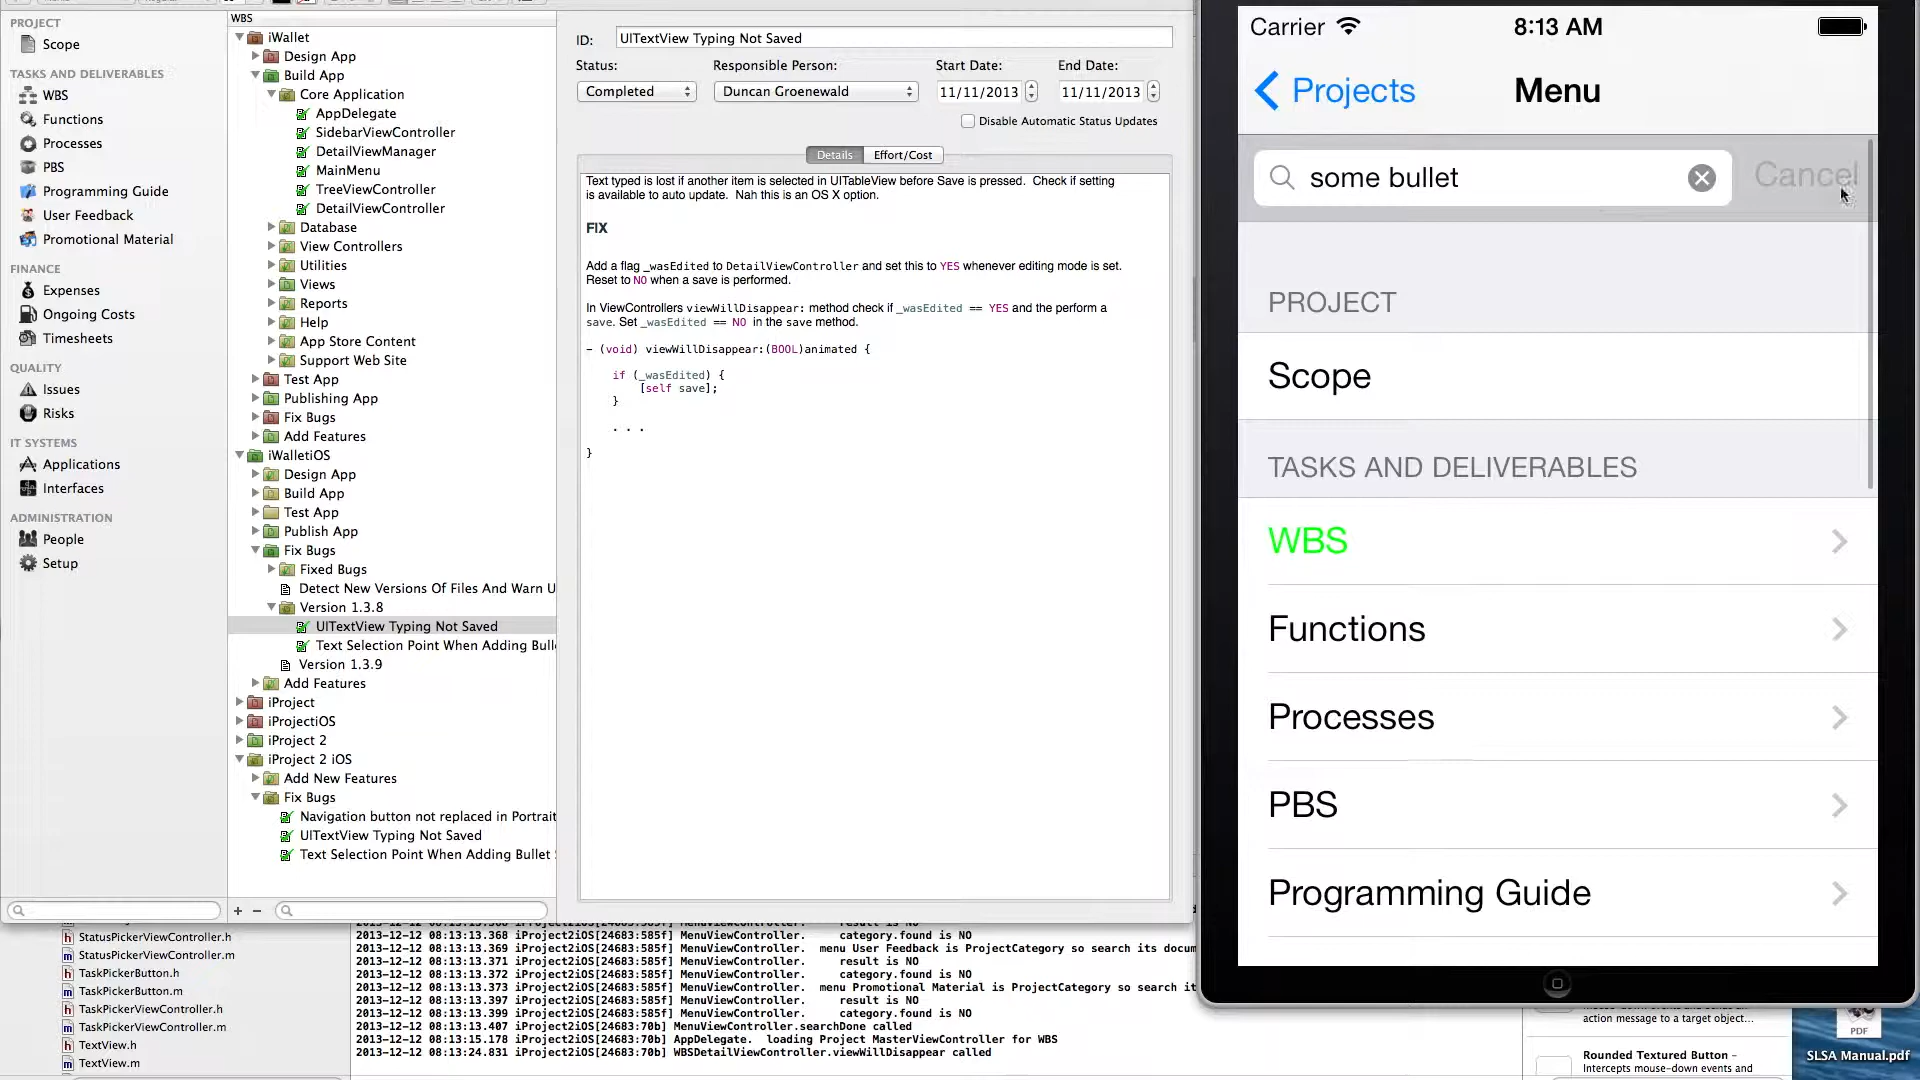 PROJECT
Scope
TASKS AND DELIVERABLES
WBS
Functions
Processes
PBS
Programming Guide
User Feedback
Promotional Material
FINANCE
Expenses
Ongoing Costs
Timesheets
QUALITY
Issues
Risks
IT SYSTEMS
Applications
Interfaces
ADMINISTRATION
People
Setup
WBS
iWallet
Design App
Build App
Core Application
AppDelegate
SidebarViewController
DetailViewManager
MainMenu
TreeViewController
DetailViewController
Database
View Controllers
Utilities
Views
Reports
Help
App Store Content
Support Web Site
Test App
Publishing App
Fix Bugs
Add Features
iWalletiOS
Design App
Build App
Test App
Publish App
Fix Bugs
Fixed Bugs
Detect New Versions Of Files And Warn U
Version 1.3.8
UITextView Typing Not Saved
Text Selection Point When Adding Bull
Version 1.3.9
Add Features
iProject
iProjectiOS
iProject 2
iProject 2 iOS
Add New Features
Fix Bugs
Navigation button not replaced in Portrait
UITextView Typing Not Saved
Text Selection Point When Adding Bullet
ID: UITextView Typing Not Saved
Status: Responsible Person: Start Date: End Date:
Completed Duncan Groenewald 11/11/2013 11/11/2013
Disable Automatic Status Updates
Details Effort/Cost
Text typed is lost if another item is selected in UITableView before Save is pressed. Check if setting
is available to auto update. Nah this is an OS X option.
FIX
Add a flag _wasEdited to DetailViewController and set this to YES whenever editing mode is set.
Reset to NO when a save is performed.
In ViewControllers viewWillDisappear: method check if _wasEdited == YES and the perform a
save. Set _wasEdited == NO in the save method.
- (void) viewWillDisappear:(BOOL)animated {
if (_wasEdited) {
[self save];
}
. . .
}
Carrier 8:13 AM
Projects Menu
some bullet Cancel
PROJECT
Scope
TASKS AND DELIVERABLES
WBS
Functions
Processes
PBS
Programming Guide
StatusPickerViewController.h
StatusPickerViewController.m
TaskPickerButton.h
TaskPickerButton.m
TaskPickerViewController.h
TaskPickerViewController.m
TextView.h
TextView.m
2013-12-12 08:13:13.368 iProject2iOS[24683:585f] MenuViewController. result is NO
2013-12-12 08:13:13.368 iProject2iOS[24683:585f] MenuViewController. category.found is NO
2013-12-12 08:13:13.369 iProject2iOS[24683:585f] MenuViewController. menu User Feedback is ProjectCategory so search its docum
2013-12-12 08:13:13.371 iProject2iOS[24683:585f] MenuViewController. result is NO
2013-12-12 08:13:13.372 iProject2iOS[24683:585f] MenuViewController. category.found is NO
2013-12-12 08:13:13.373 iProject2iOS[24683:585f] MenuViewController. menu Promotional Material is ProjectCategory so search it
2013-12-12 08:13:13.397 iProject2iOS[24683:585f] MenuViewController. result is NO
2013-12-12 08:13:13.399 iProject2iOS[24683:585f] MenuViewController. category.found is NO
2013-12-12 08:13:13.407 iProject2iOS[24683:70b] MenuViewController.searchDone called
2013-12-12 08:13:15.178 iProject2iOS[24683:70b] AppDelegate. loading Project MasterViewController for WBS
2013-12-12 08:13:24.831 iProject2iOS[24683:70b] WBSDetailViewController.viewWillDisappear called
action message to a target object...
Rounded Textured Button –
Intercepts mouse-down events and
PDF
SLSA Manual.pdf